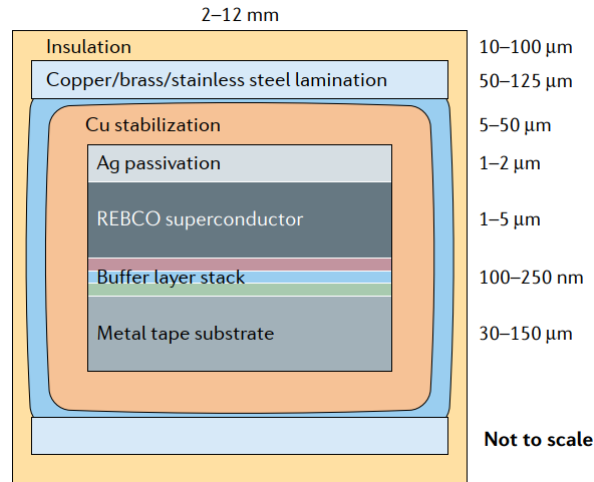 2–12 mm
Insulation
10–100 μm
Copper/brass/stainless steel lamination
50–125 μm
Cu stabilization
5–50 μm
Ag passivation
1–2 μm
REBCO superconductor
1–5 μm
Buffer layer stack
100–250 nm
Metal tape substrate
30–150 μm
Not to scale